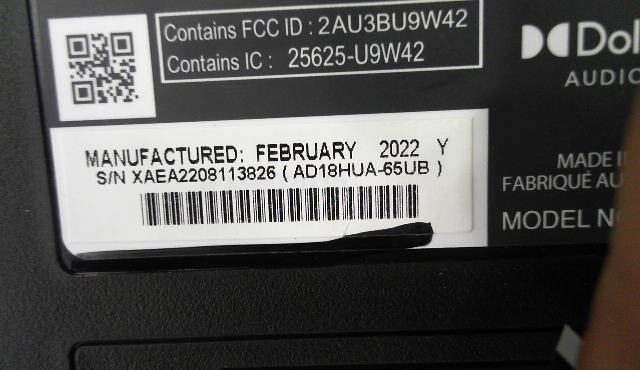 Contains FCC ID : 2AU3BU9W42
Contains IC : 25625-U9W42
AUDIO
MANUFACTURED: FEBRUARY 2022 Y
S/N XAEA2208113826 ( AD18HUA-65UB )
MADE
FABRIQUÉ AU
MODEL